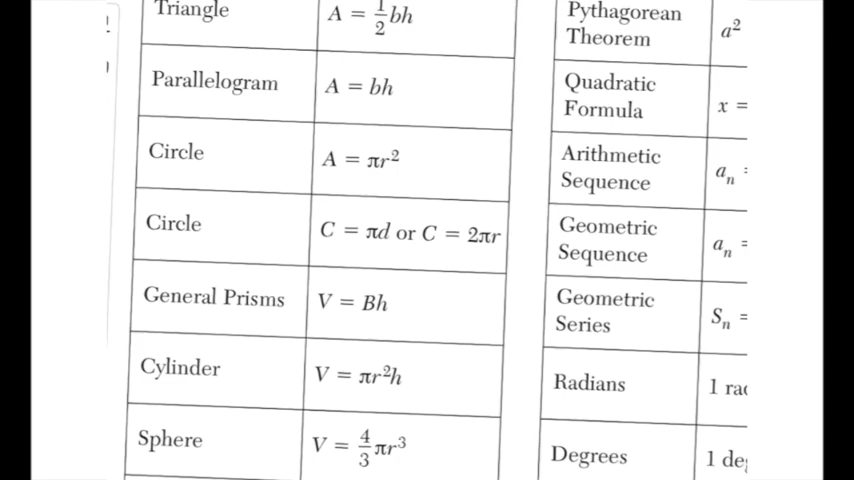 Triangle
A = 1/2 bh
Parallelogram
A = bh
Circle
A = πr²
Circle
C = πd or C = 2πr
General Prisms
V = Bh
Cylinder
V = πr²h
Sphere
V = 4/3 πr³
Pythagorean
Theorem
a²
Quadratic
Formula
x =
Arithmetic
Sequence
aₙ =
Geometric
Sequence
aₙ =
Geometric
Series
Sₙ =
Radians
1
Degrees
1